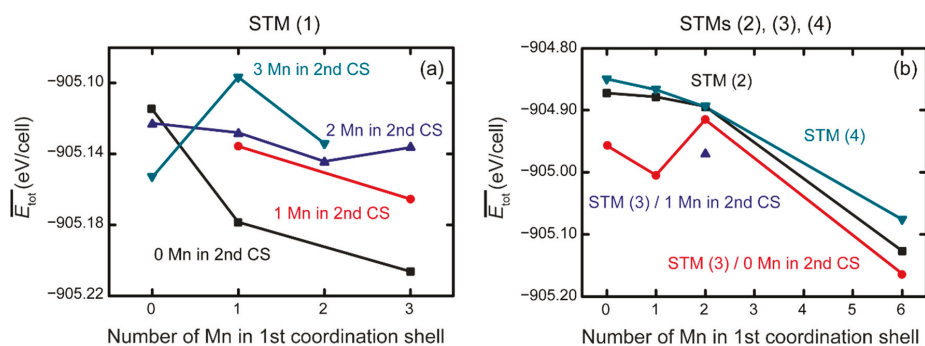 STM (1)
(a)
3 Mn in 2nd CS
2 Mn in 2nd CS
1 Mn in 2nd CS
0 Mn in 2nd CS
−905.10
−905.14
−905.18
−905.22
E_tot (eV/cell)
0 1 2 3
Number of Mn in 1st coordination shell
STMs (2), (3), (4)
(b)
STM (2)
STM (4)
STM (3) / 1 Mn in 2nd CS
STM (3) / 0 Mn in 2nd CS
−904.80
−904.90
−905.00
−905.10
−905.20
E_tot (eV/cell)
0 1 2 3 4 5 6
Number of Mn in 1st coordination shell